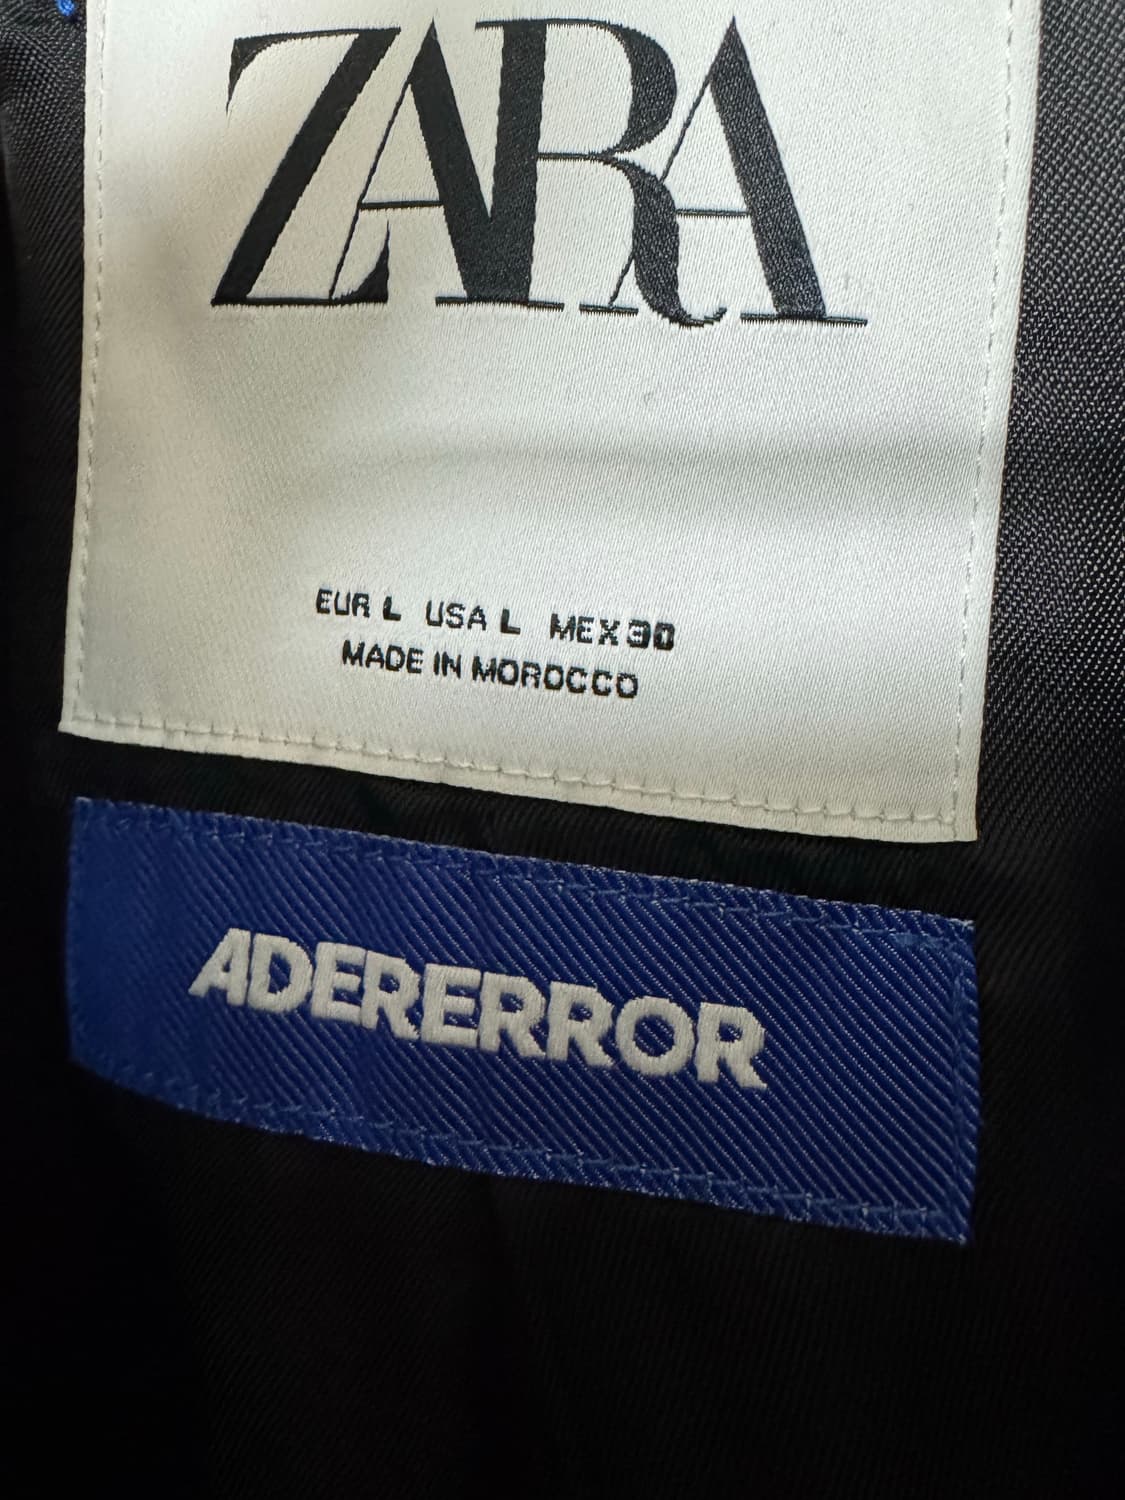 ZARA
EUR L USA L MEX 30
MADE IN MOROCCO
ADERERROR